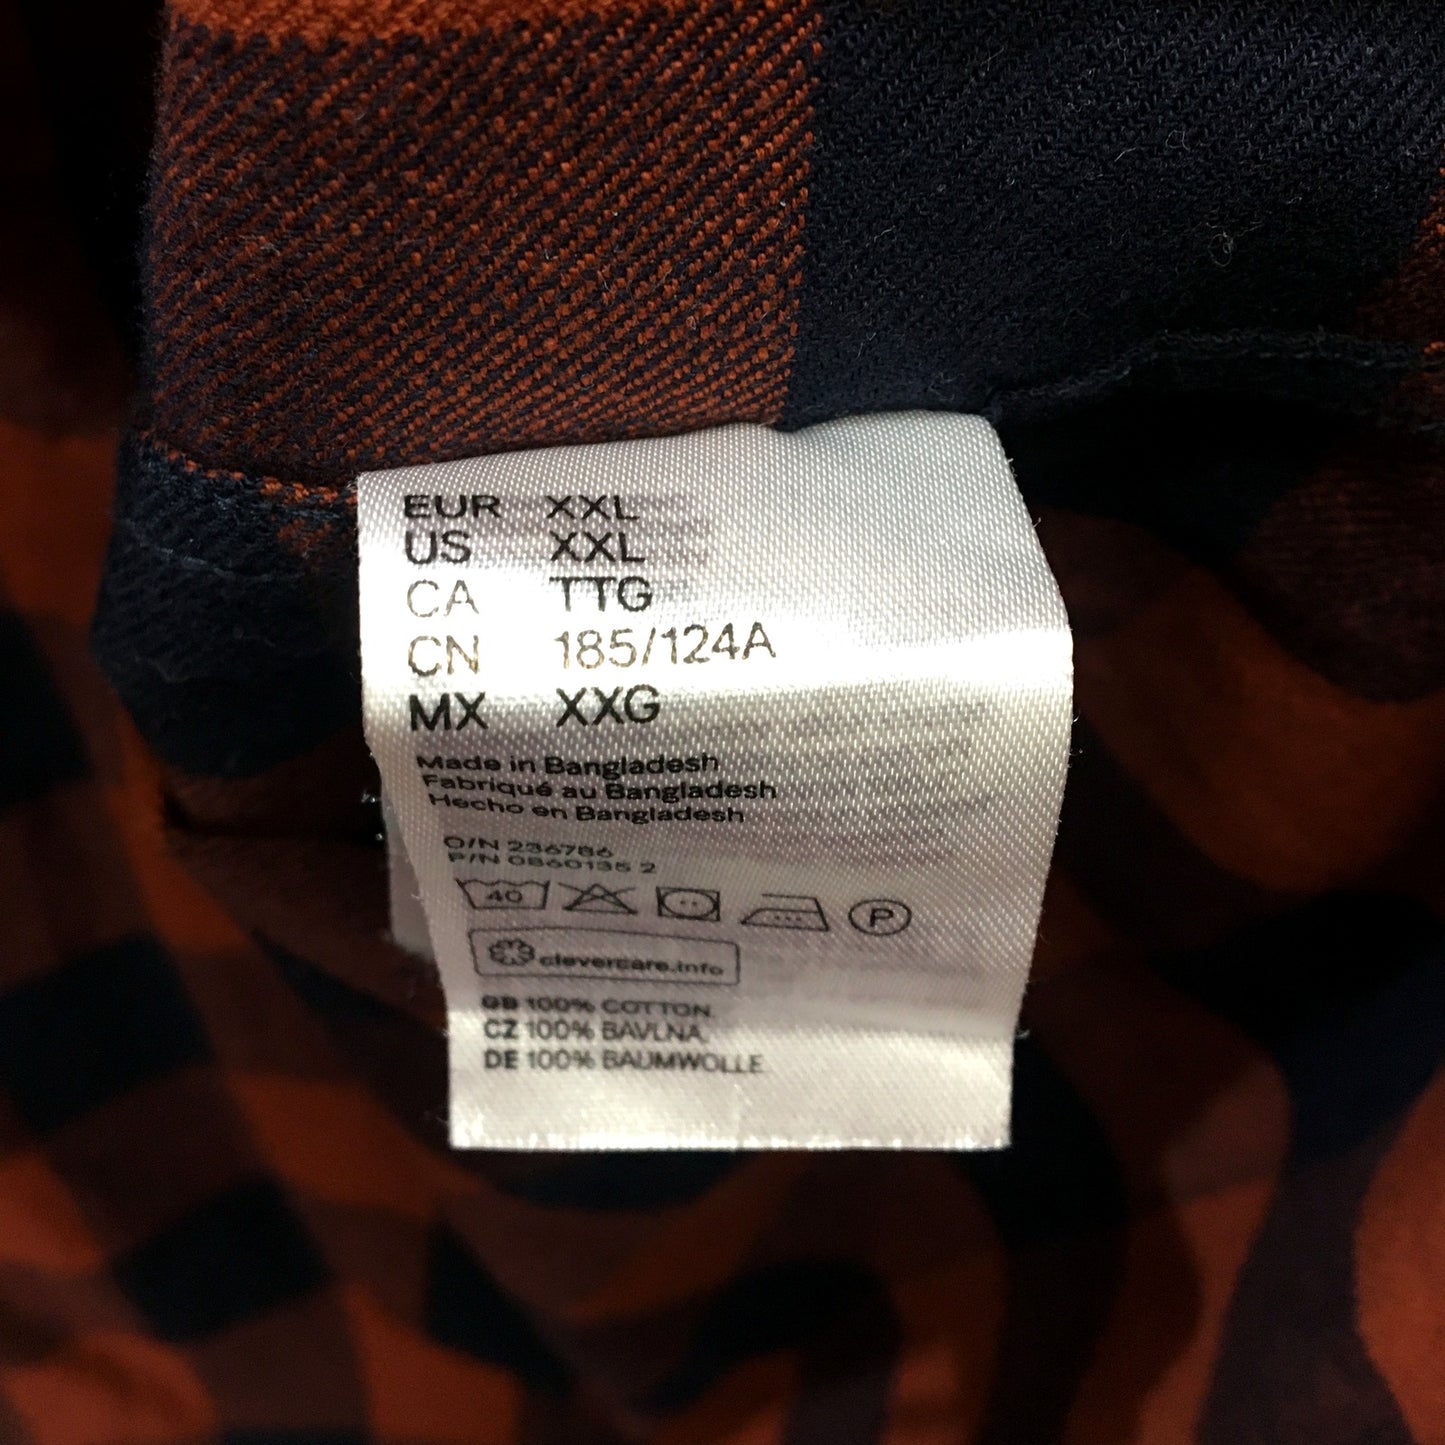 EUR XXL
US XXL
CA TTG
CN 185/124A
MX XXG
Made in Bangladesh
Fabriqué au Bangladesh
Hecho en Bangladesh
O/N 236786
P/N 0860135 2
40 P
clevercare.info
GB 100% COTTON.
CZ 100% BAVLNA.
DE 100% BAUMWOLLE